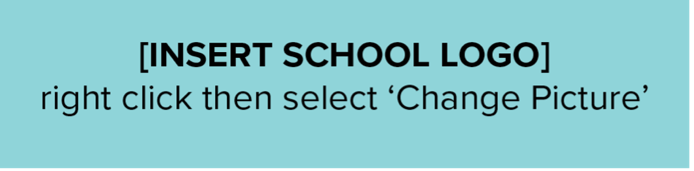 [INSERT SCHOOL LOGO]
right click then select ‘Change Picture’